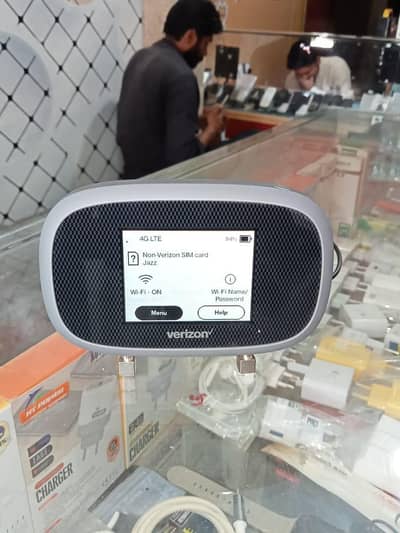 4G LTE 94%
Non-Verizon SIM card
Jazz
Wi-Fi - ON
Wi-Fi Name/
Password
Menu
Help
verizon
FAST
CHARGER
CHARGER